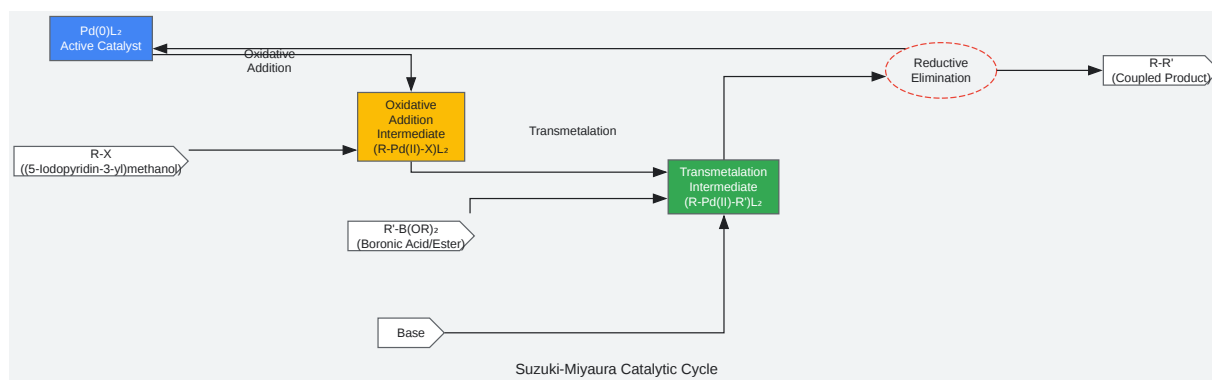 Pd(0)L₂
Active Catalyst
Oxidative
Addition
Reductive
Elimination
R-R'
(Coupled Product)
Oxidative
Addition
Intermediate
(R-Pd(II)-X)L₂
Transmetalation
R-X
((5-Iodopyridin-3-yl)methanol)
Transmetalation
Intermediate
(R-Pd(II)-R')L₂
R'-B(OR)₂
(Boronic Acid/Ester)
Base
Suzuki-Miyaura Catalytic Cycle